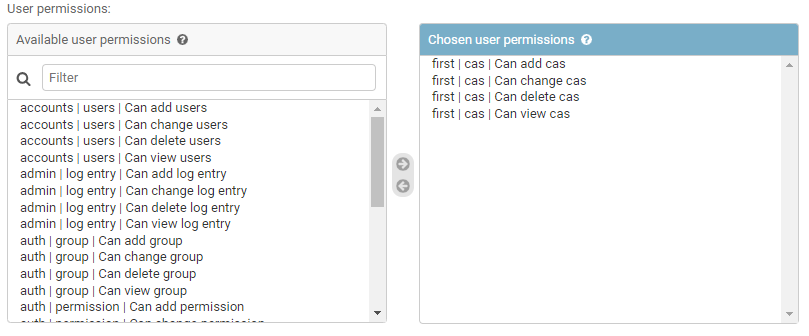 User permissions:
Available user permissions ?
Filter
accounts | users | Can add users
accounts | users | Can change users
accounts | users | Can delete users
accounts | users | Can view users
admin | log entry | Can add log entry
admin | log entry | Can change log entry
admin | log entry | Can delete log entry
admin | log entry | Can view log entry
auth | group | Can add group
auth | group | Can change group
auth | group | Can delete group
auth | group | Can view group
auth | permission | Can add permission
auth | permission | Can change permission
Chosen user permissions ?
first | cas | Can add cas
first | cas | Can change cas
first | cas | Can delete cas
first | cas | Can view cas